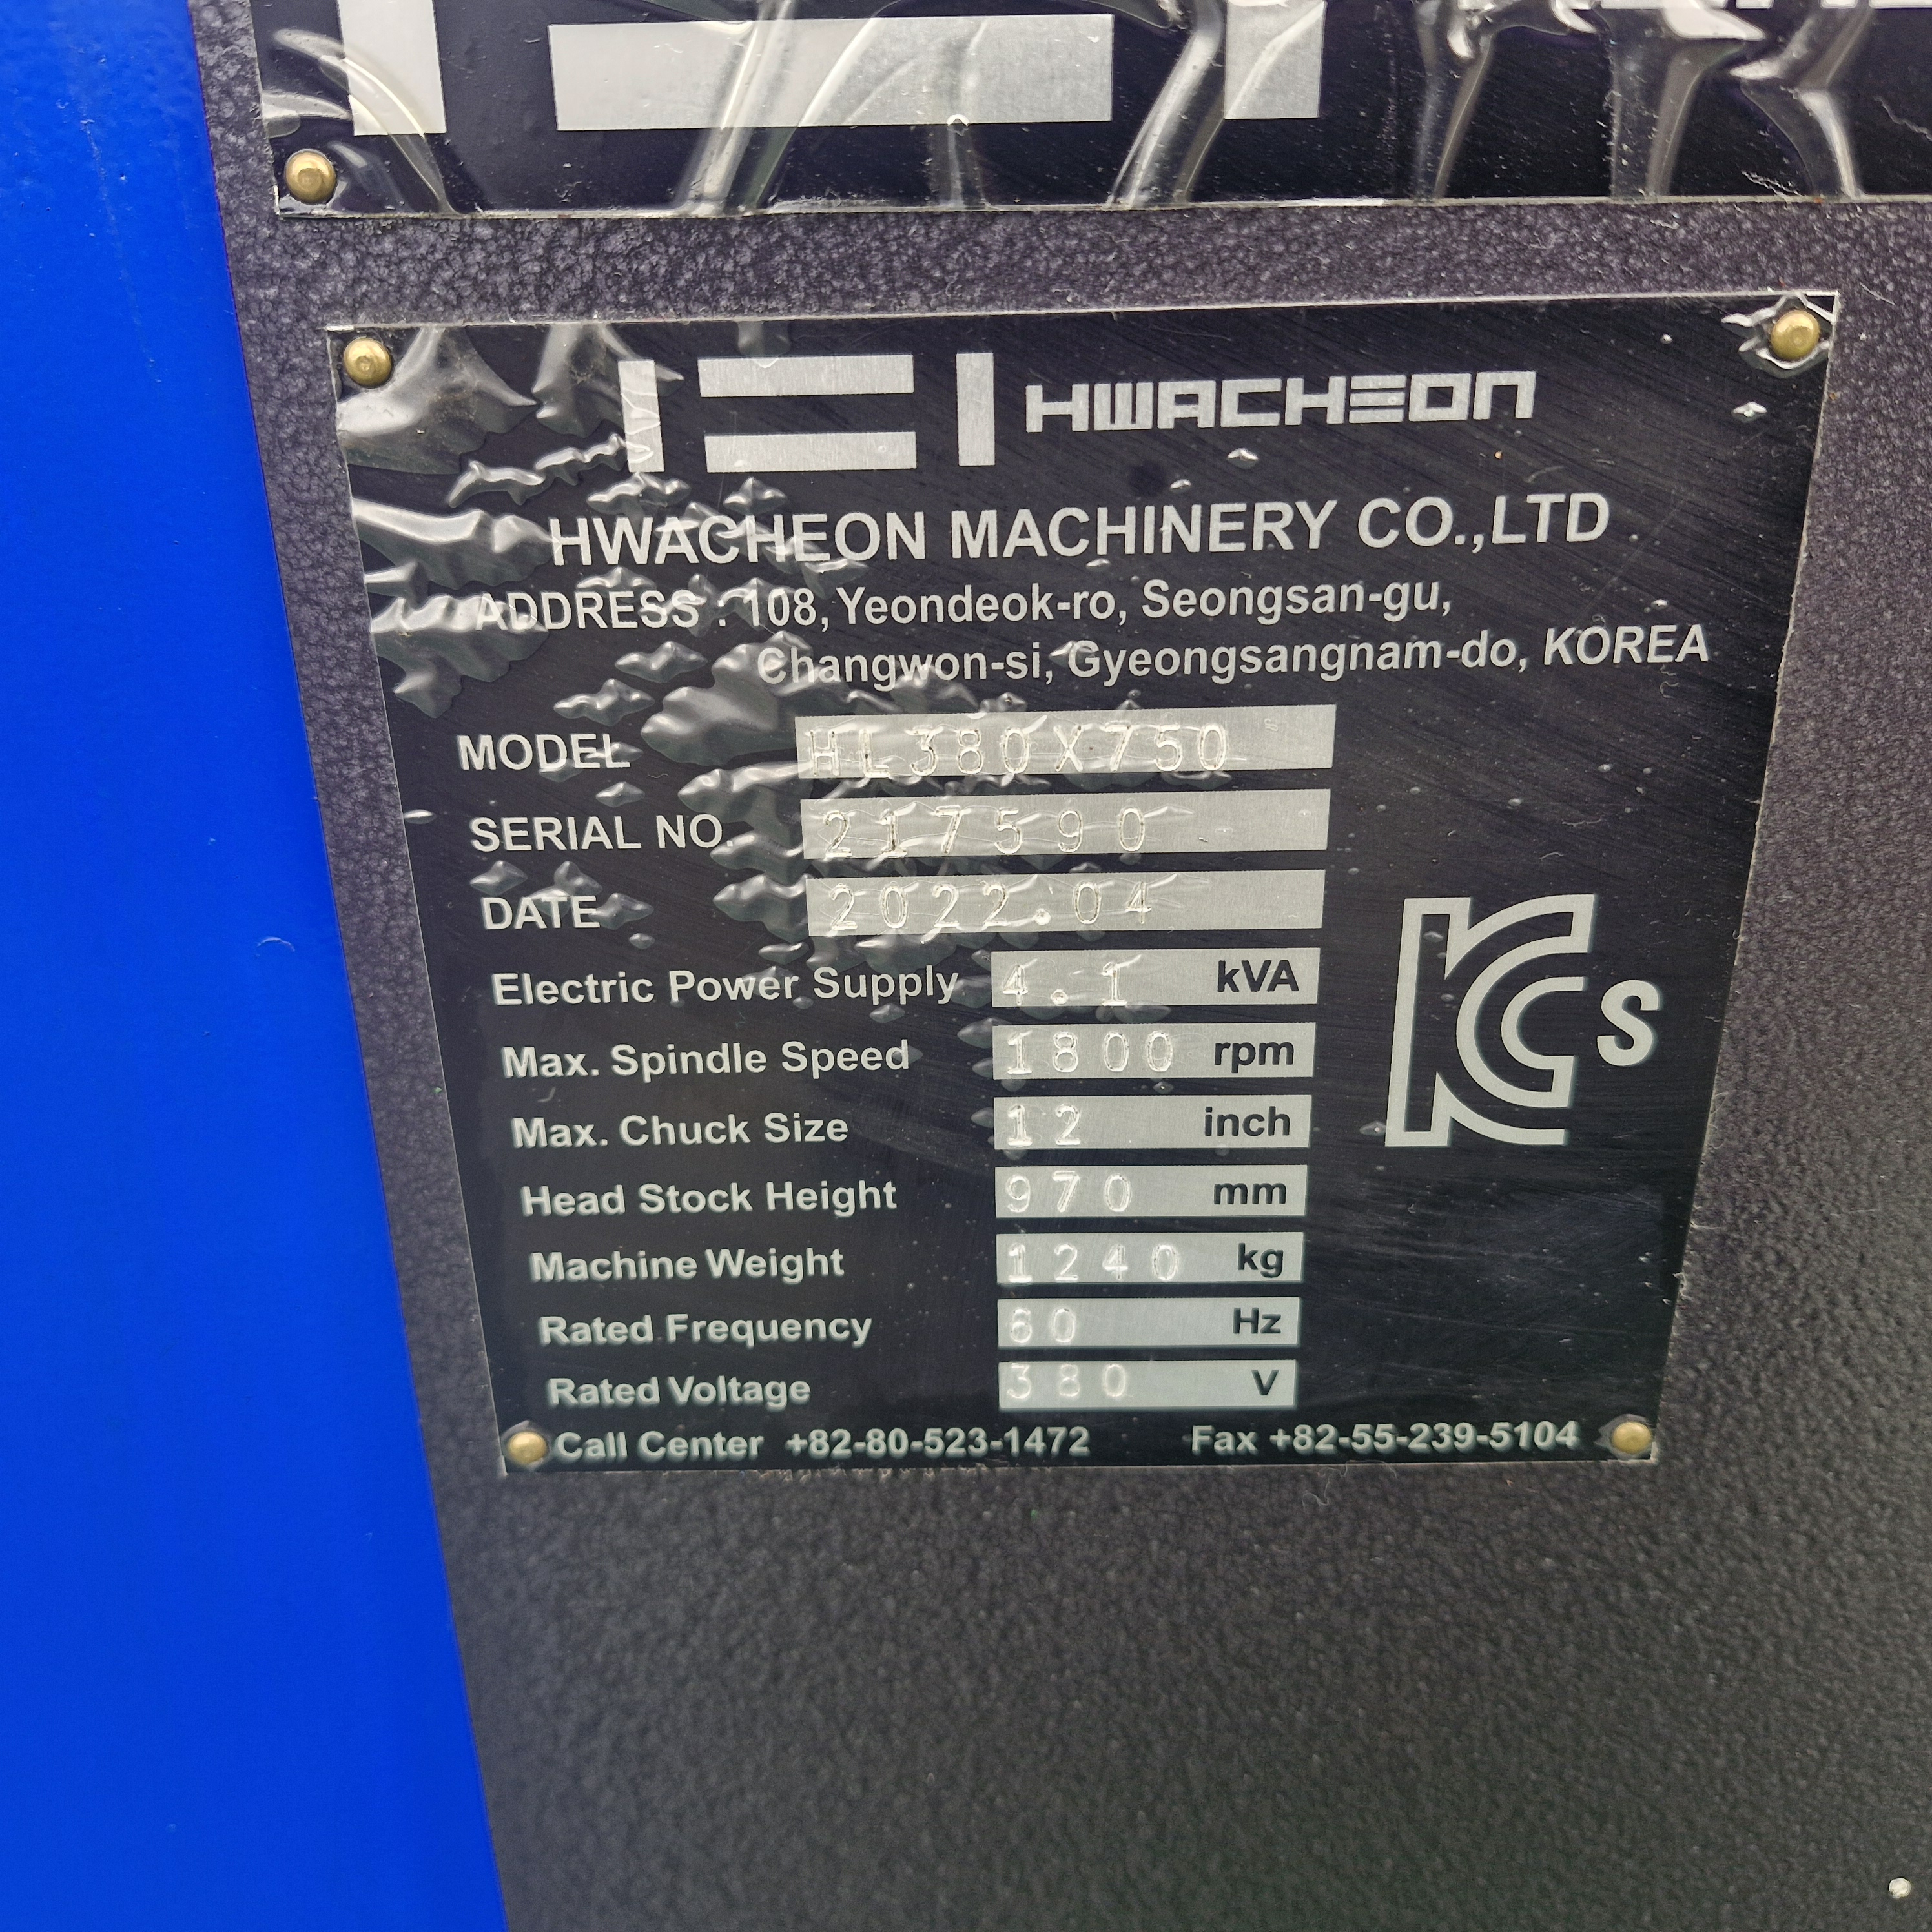 HWACHEON
HWACHEON MACHINERY CO.,LTD
ADDRESS : 108, Yeondeok-ro, Seongsan-gu,
Changwon-si, Gyeongsangnam-do, KOREA
MODEL HL380X750
SERIAL NO. 217590
DATE 2022.04
Electric Power Supply 4.1 kVA
Max. Spindle Speed 1800 rpm
Max. Chuck Size 12 inch
Head Stock Height 970 mm
Machine Weight 1240 kg
Rated Frequency 60 Hz
Rated Voltage 380 V
KC s
Call Center +82-80-523-1472 Fax +82-55-239-5104